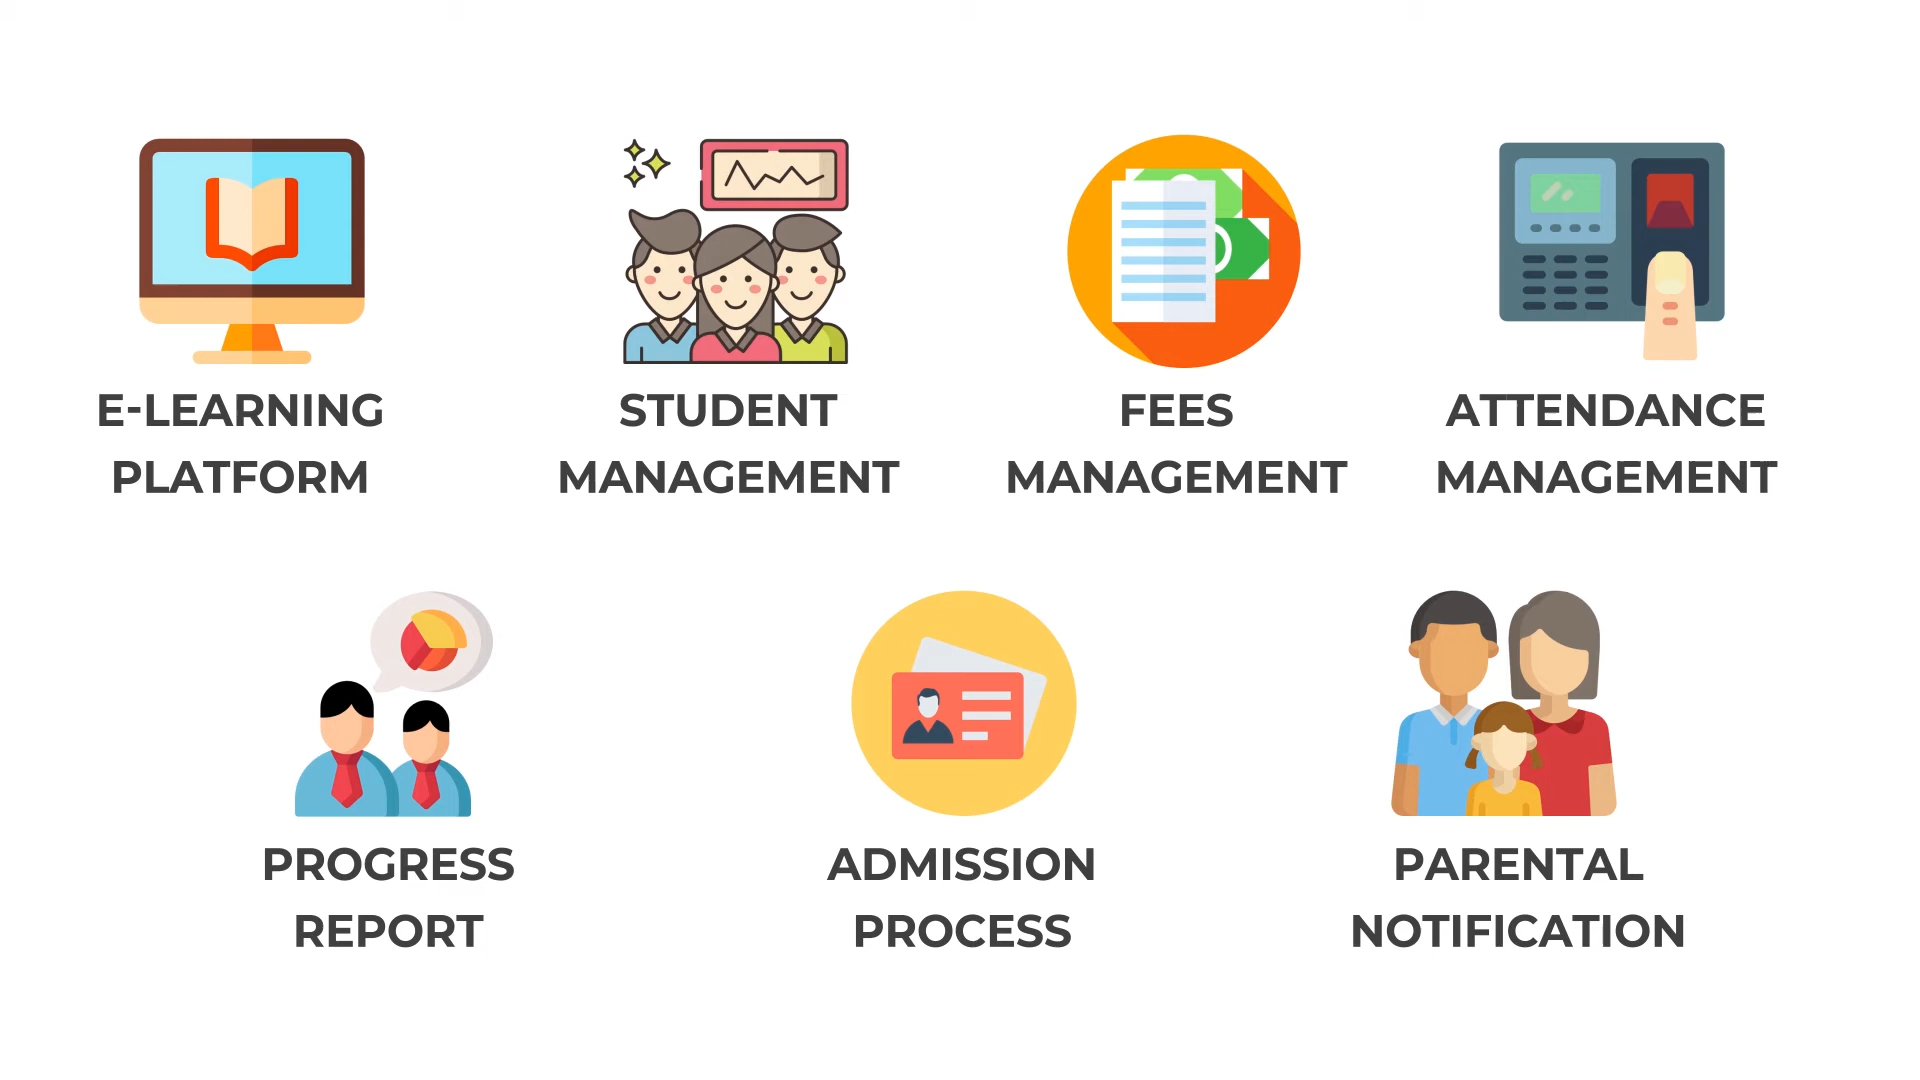 E-LEARNING
PLATFORM
STUDENT
MANAGEMENT
FEES
MANAGEMENT
ATTENDANCE
MANAGEMENT
PROGRESS
REPORT
ADMISSION
PROCESS
PARENTAL
NOTIFICATION